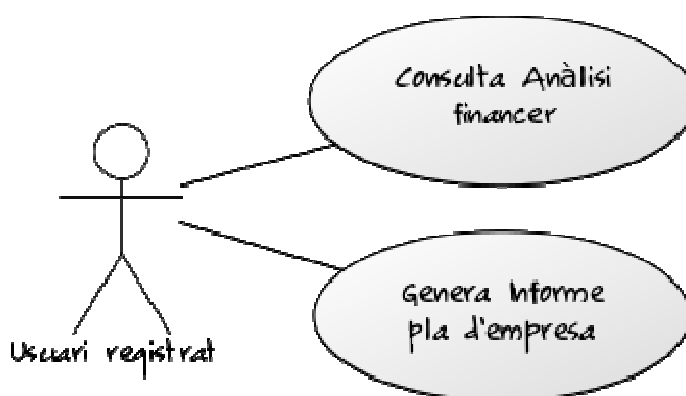 Consulta Anàlisi
financer
Genera Informe
pla d'empresa
Usuari registrat